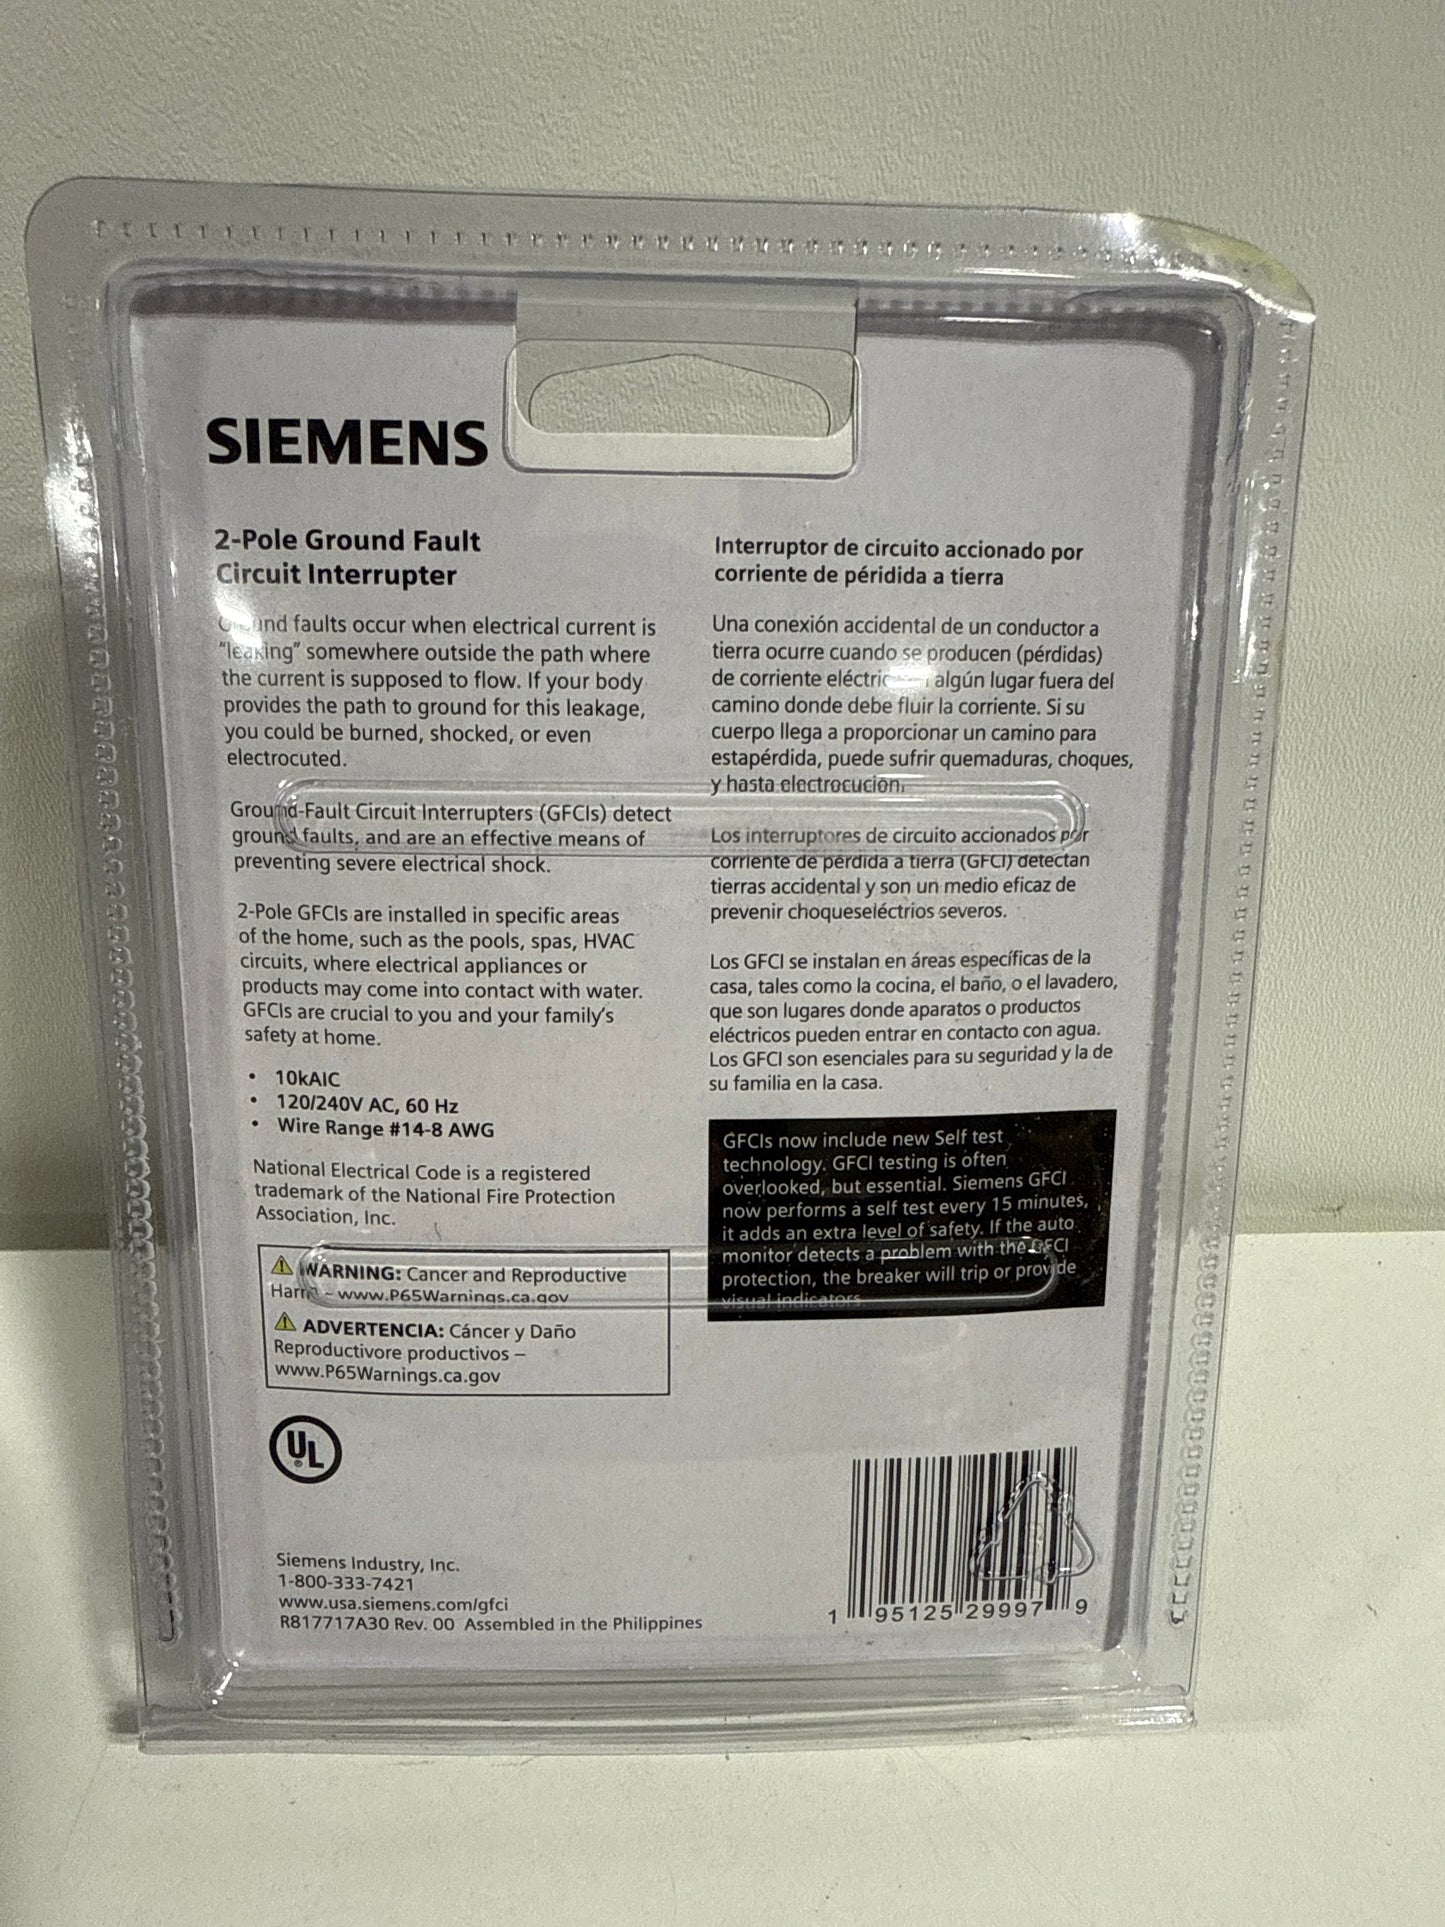 SIEMENS
2-Pole Ground Fault
Circuit Interrupter
Ground faults occur when electrical current is
"leaking" somewhere outside the path where
the current is supposed to flow. If your body
provides the path to ground for this leakage,
you could be burned, shocked, or even
electrocuted.
Ground-Fault Circuit Interrupters (GFCIs) detect
ground faults, and are an effective means of
preventing severe electrical shock.
2-Pole GFCIs are installed in specific areas
of the home, such as the pools, spas, HVAC
circuits, where electrical appliances or
products may come into contact with water.
GFCIs are crucial to you and your family's
safety at home.
• 10kAIC
• 120/240V AC, 60 Hz
• Wire Range #14-8 AWG
National Electrical Code is a registered
trademark of the National Fire Protection
Association, Inc.
WARNING: Cancer and Reproductive
Harm – www.P65Warnings.ca.gov
ADVERTENCIA: Cáncer y Daño
Reproductivore productivos –
www.P65Warnings.ca.gov
UL
®
Siemens Industry, Inc.
1-800-333-7421
www.usa.siemens.com/gfci
R817717A30 Rev. 00 Assembled in the Philippines
Interruptor de circuito accionado por
corriente de péridida a tierra
Una conexión accidental de un conductor a
tierra ocurre cuando se producen (pérdidas)
de corriente eléctrica algún lugar fuera del
camino donde debe fluir la corriente. Si su
cuerpo llega a proporcionar un camino para
estapérdida, puede sufrir quemaduras, choques,
y hasta electrocución.
Los interruptores de circuito accionados por
corriente de pérdida a tierra (GFCI) detectan
tierras accidental y son un medio eficaz de
prevenir choqueseléctrios severos.
Los GFCI se instalan en áreas específicas de la
casa, tales como la cocina, el baño, o el lavadero,
que son lugares donde aparatos o productos
eléctricos pueden entrar en contacto con agua.
Los GFCI son esenciales para su seguridad y la de
su familia en la casa.
GFCIs now include new Self test
technology. GFCI testing is often
overlooked, but essential. Siemens GFCI
now performs a self test every 15 minutes,
it adds an extra level of safety. If the auto
monitor detects a problem with the GFCI
protection, the breaker will trip or provide
visual indicators.
1 95125 29997 9